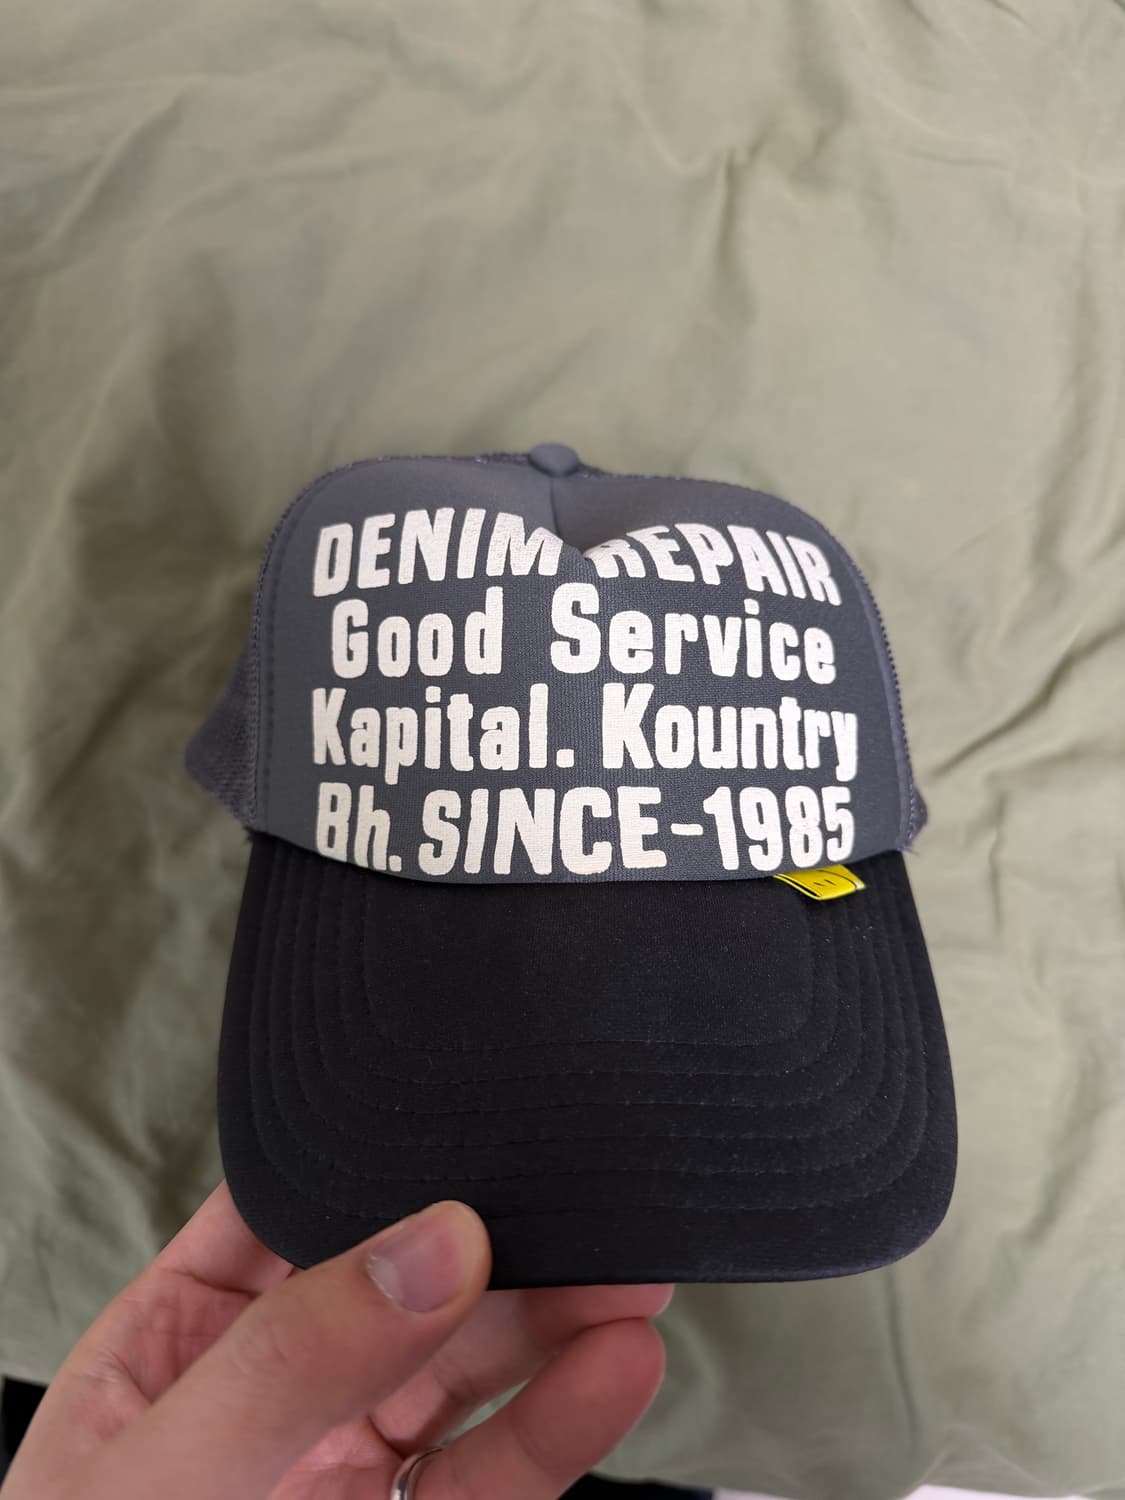 DENIM REPAIR
Good Service
Kapital. Kountry
Bh. SINCE-1985